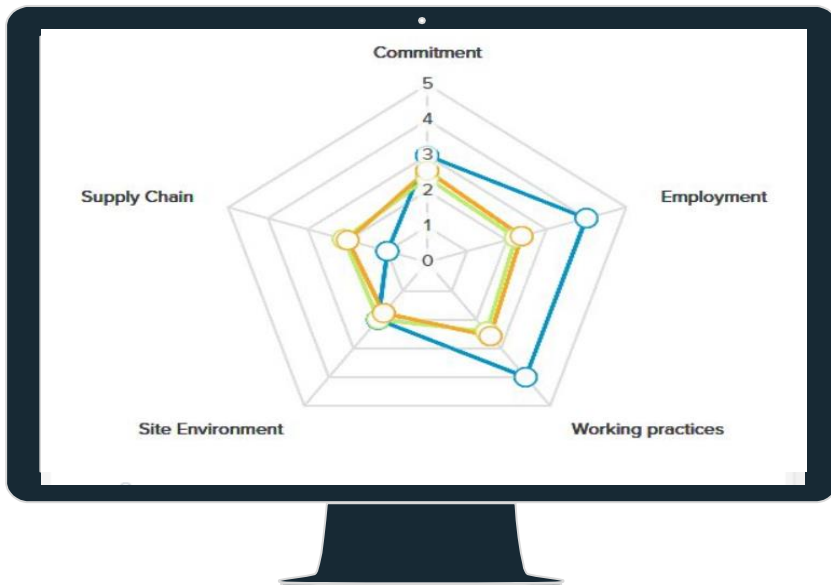 Commitment
5
4
3
2
1
0
Supply Chain
Employment
Site Environment
Working practices